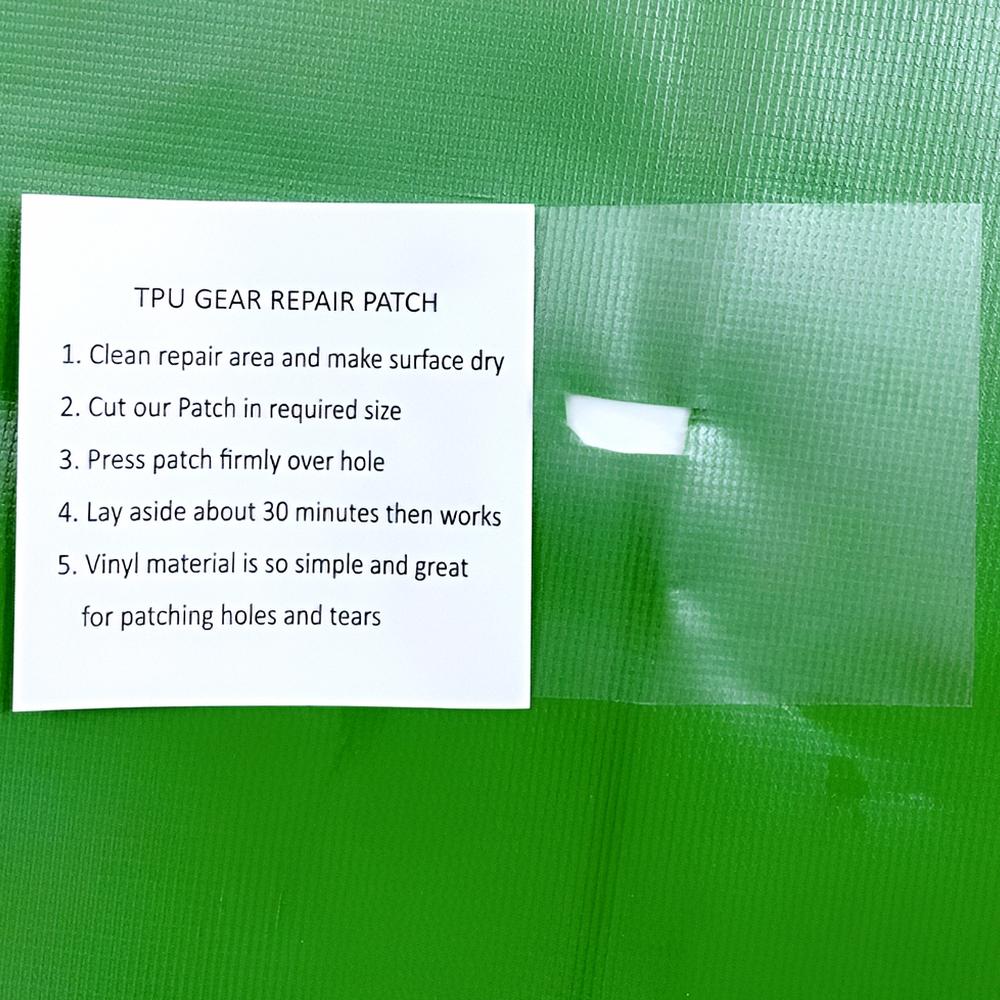 TPU GEAR REPAIR PATCH
1. Clean repair area and make surface dry
2. Cut our Patch in required size
3. Press patch firmly over hole
4. Lay aside about 30 minutes then works
5. Vinyl material is so simple and great
for patching holes and tears